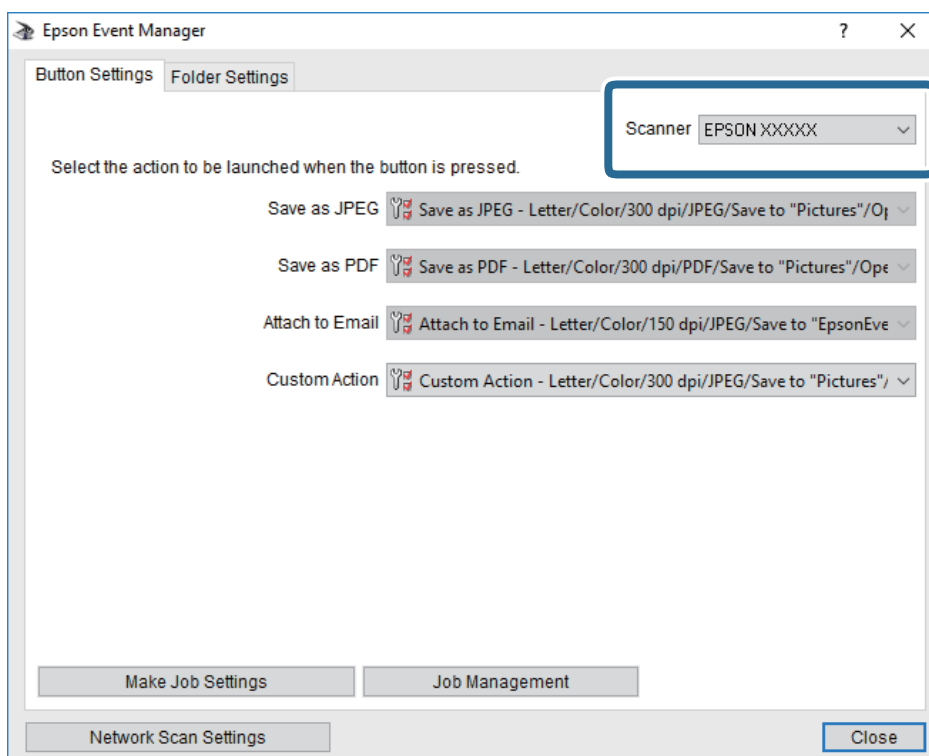 Epson Event Manager
Button Settings
Folder Settings
Scanner EPSON XXXXX
Select the action to be launched when the button is pressed.
Save as JPEG Save as JPEG - Letter/Color/300 dpi/JPEG/Save to "Pictures"/Op
Save as PDF Save as PDF - Letter/Color/300 dpi/PDF/Save to "Pictures"/Ope
Attach to Email Attach to Email - Letter/Color/150 dpi/JPEG/Save to "EpsonEve
Custom Action Custom Action - Letter/Color/300 dpi/JPEG/Save to "Pictures"/
Make Job Settings
Job Management
Network Scan Settings
Close